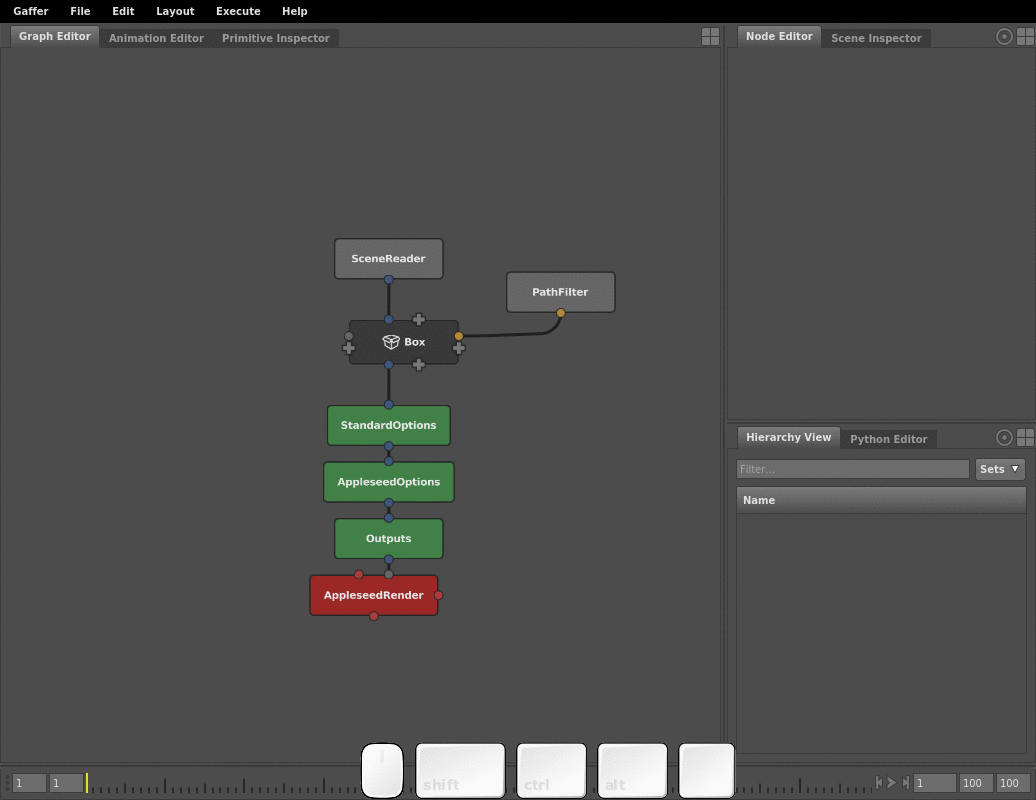 Gaffer File Edit Layout Execute Help
Graph Editor Animation Editor Primitive Inspector
Node Editor Scene Inspector
SceneReader
PathFilter
Box
StandardOptions
AppleseedOptions
Outputs
AppleseedRender
Hierarchy View Python Editor
Filter... Sets
Name
shift ctrl alt
1 1 1 100 100